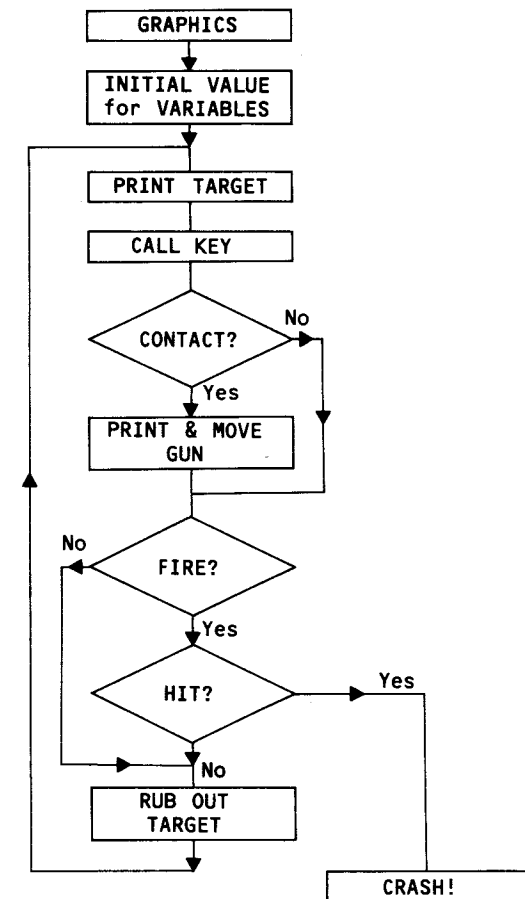 GRAPHICS
INITIAL VALUE
for VARIABLES
PRINT TARGET
CALL KEY
CONTACT?
No
Yes
PRINT & MOVE
GUN
No
FIRE?
Yes
HIT?
Yes
No
RUB OUT
TARGET
CRASH!